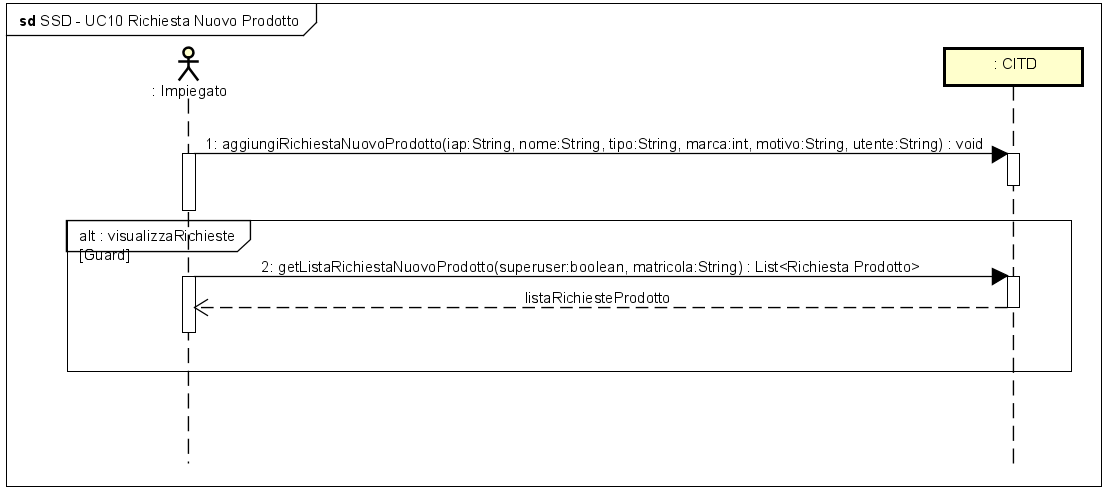 sd SSD - UC10 Richiesta Nuovo Prodotto
: Impiegato
: CITD
1: aggiungiRichiestaNuovoProdotto(iap:String, nome:String, tipo:String, marca:int, motivo:String, utente:String) : void
alt : visualizzaRichieste
[Guard]
2: getListaRichiestaNuovoProdotto(superuser:boolean, matricola:String) : List<Richiesta Prodotto>
listaRichiesteProdotto